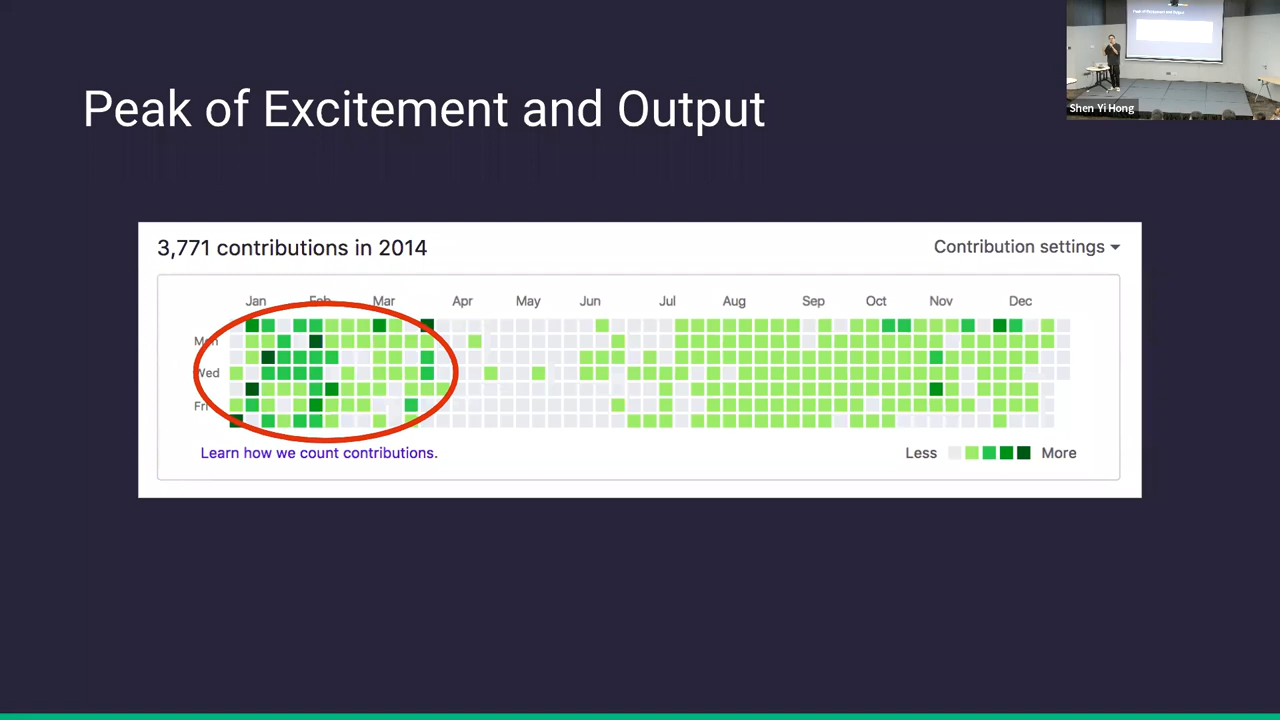 Peak of Excitement and Output
Shen Yi Hong
3,771 contributions in 2014
Contribution settings
Jan Feb Mar Apr May Jun Jul Aug Sep Oct Nov Dec
Mon
Wed
Fri
Learn how we count contributions.
Less More